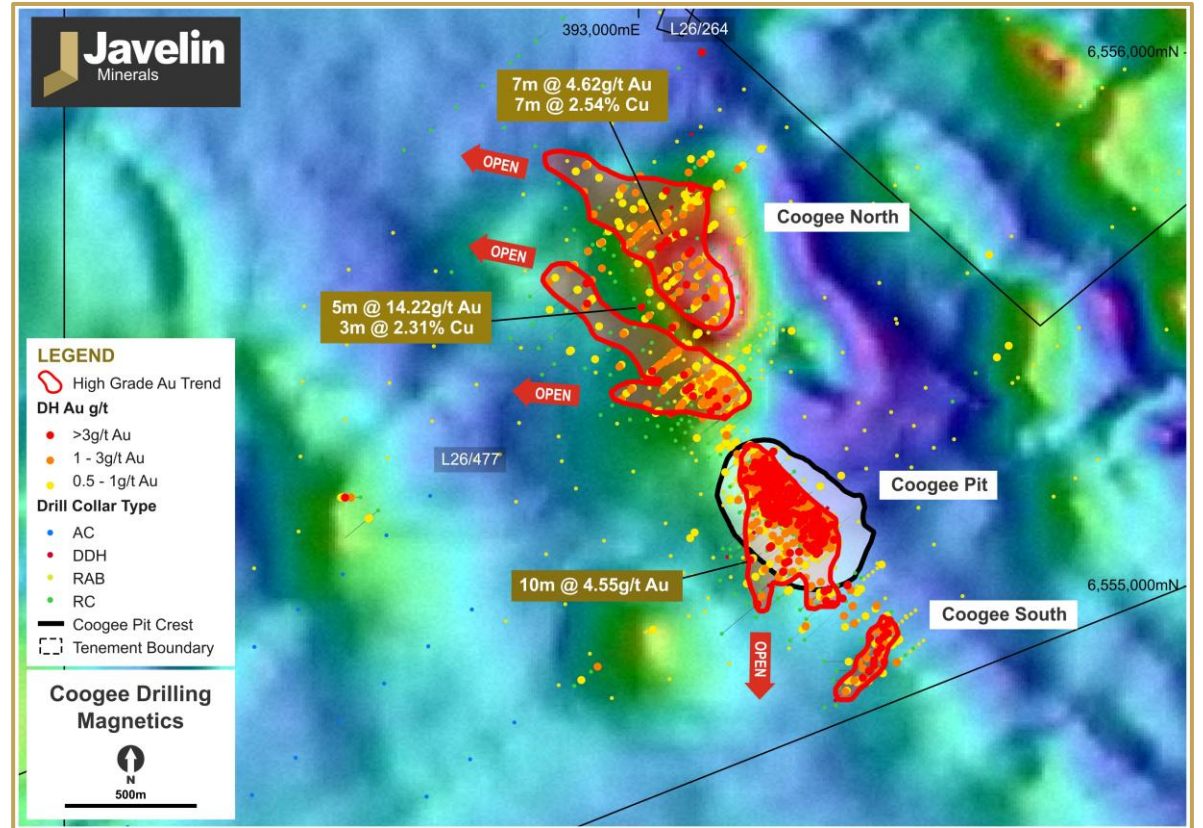 Javelin
Minerals
393,000mE
L26/264
6,556,000mN
7m @ 4.62g/t Au
7m @ 2.54% Cu
OPEN
Coogee North
OPEN
5m @ 14.22g/t Au
3m @ 2.31% Cu
OPEN
L26/477
Coogee Pit
10m @ 4.55g/t Au
6,555,000mN
Coogee South
OPEN
LEGEND
High Grade Au Trend
DH Au g/t
>3g/t Au
1 - 3g/t Au
0.5 - 1g/t Au
Drill Collar Type
AC
DDH
RAB
RC
Coogee Pit Crest
Tenement Boundary
Coogee Drilling
Magnetics
N
500m